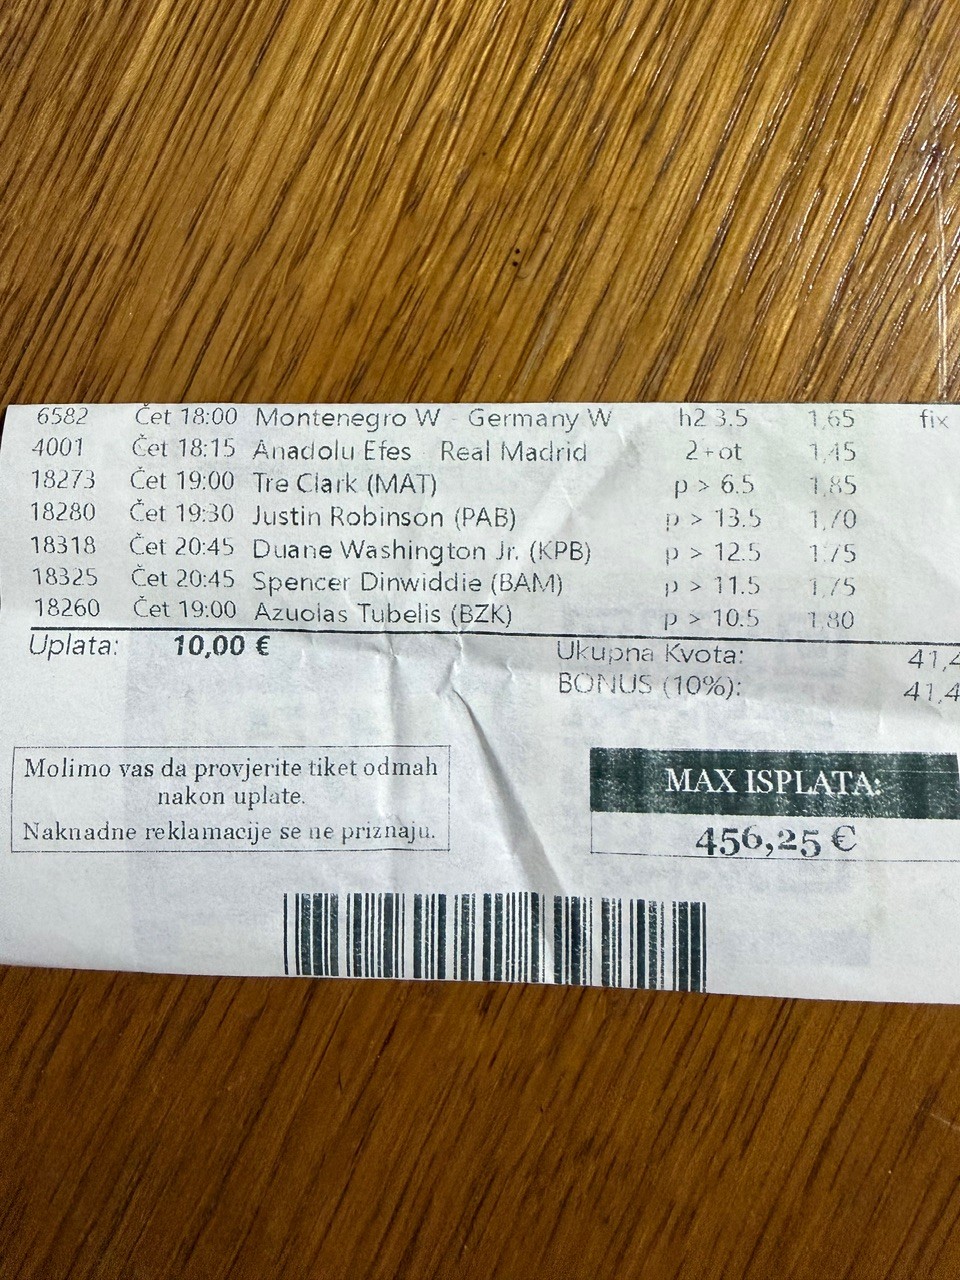 6582 Čet 18:00 Montenegro W - Germany W h2 3.5 1,65 fix
4001 Čet 18:15 Anadolu Efes Real Madrid 2+ot 1,45
18273 Čet 19:00 Tre Clark (MAT) p > 6.5 1,85
18280 Čet 19:30 Justin Robinson (PAB) p > 13.5 1,70
18318 Čet 20:45 Duane Washington Jr. (KPB) p > 12.5 1,75
18325 Čet 20:45 Spencer Dinwiddie (BAM) p > 11.5 1,75
18260 Čet 19:00 Azuolas Tubelis (BZK) p > 10.5 1,80
Uplata: 10,00 €
Ukupna Kvota: 41,4
BONUS (10%): 41,4
Molimo vas da provjerite tiket odmah
nakon uplate.
Naknadne reklamacije se ne priznaju.
MAX ISPLATA:
456,25 €